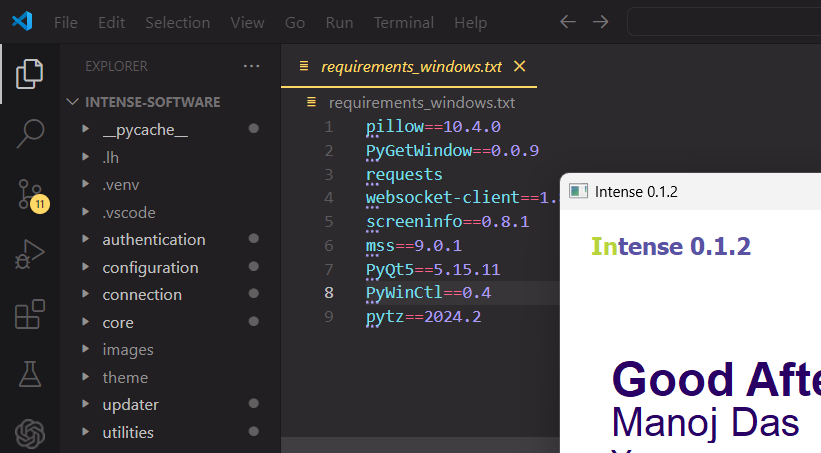 File Edit Selection View Go Run Terminal Help
EXPLORER
requirements_windows.txt
INTENSE-SOFTWARE
requirements_windows.txt
__pycache__
.lh
.venv
.vscode
authentication
configuration
connection
core
images
theme
updater
utilities
11
1 pillow==10.4.0
2 PyGetWindow==0.0.9
3 requests
4 websocket-client==1.
5 screeninfo==0.8.1
6 mss==9.0.1
7 PyQt5==5.15.11
8 PyWinCtl==0.4
9 pytz==2024.2
Intense 0.1.2
Intense 0.1.2
Good Afte
Manoj Das